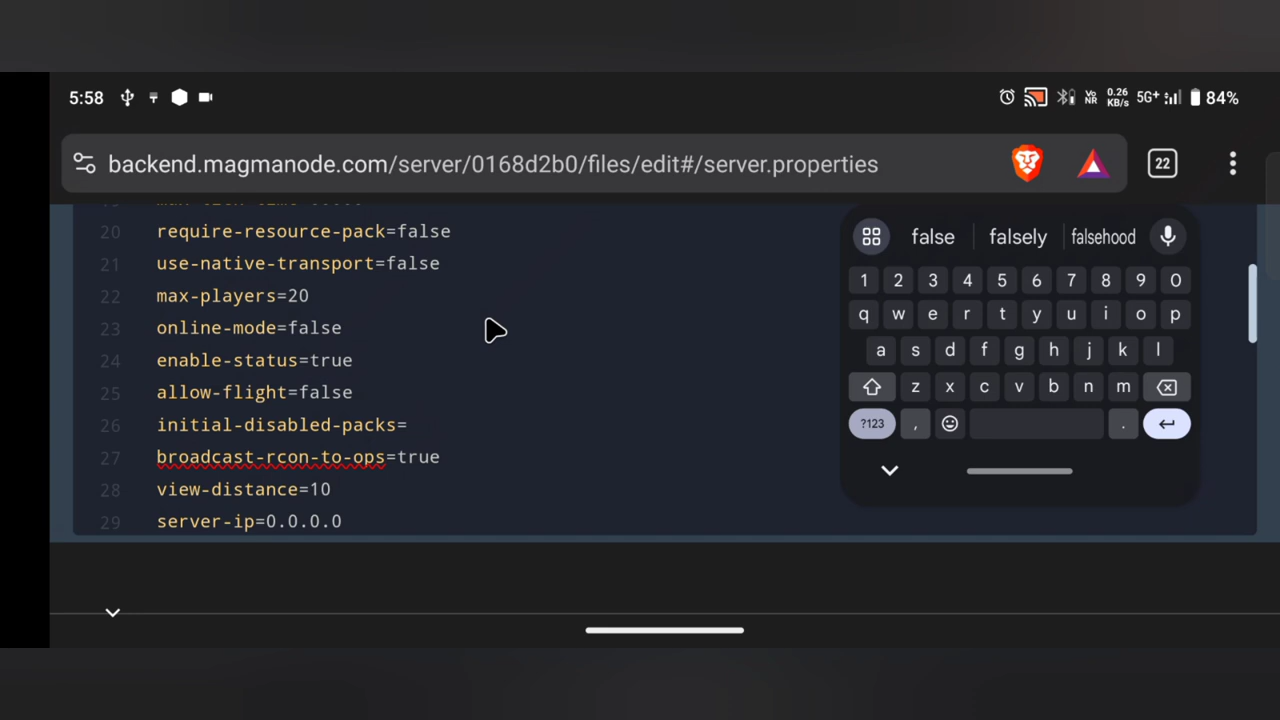 5:58
Vo NR 0.26 KB/s 5G+ 84%
backend.magmanode.com/server/0168d2b0/files/edit#/server.properties
22
20 require-resource-pack=false
21 use-native-transport=false
22 max-players=20
23 online-mode=false
24 enable-status=true
25 allow-flight=false
26 initial-disabled-packs=
27 broadcast-rcon-to-ops=true
28 view-distance=10
29 server-ip=0.0.0.0
false falsely falsehood
1 2 3 4 5 6 7 8 9 0
q w e r t y u i o p
a s d f g h j k l
z x c v b n m
?123 , .